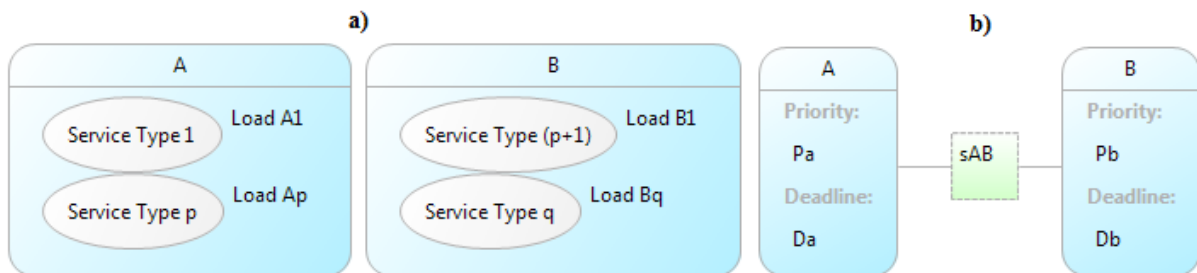 a)
A
Service Type 1
Load A1
Service Type p
Load Ap
B
Service Type (p+1)
Load B1
Service Type q
Load Bq
b)
A
Priority:
Pa
Deadline:
Da
sAB
B
Priority:
Pb
Deadline:
Db